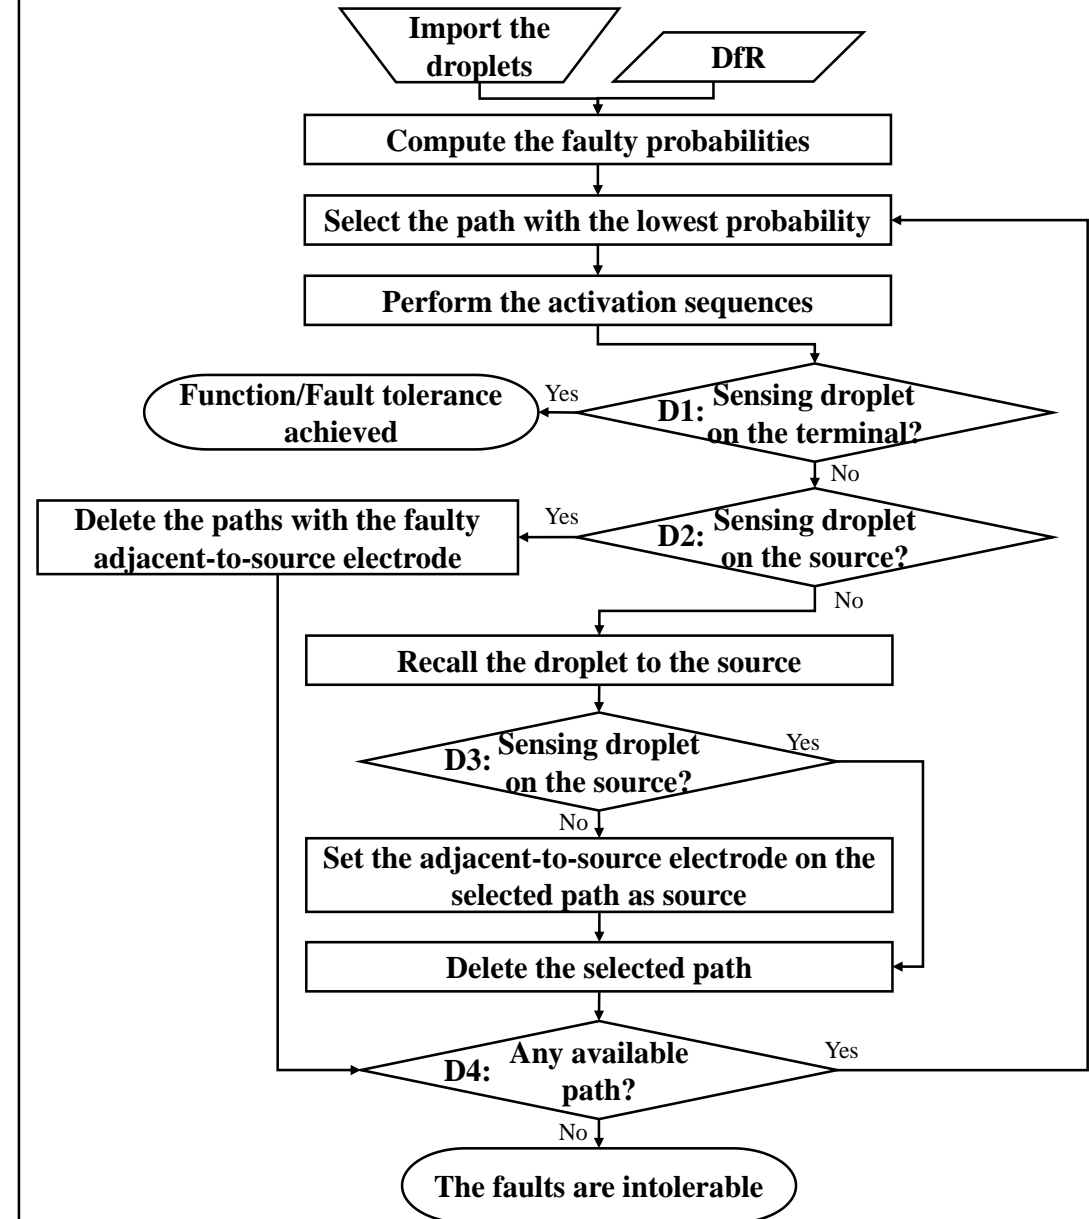 Import the
droplets
DfR
Compute the faulty probabilities
Select the path with the lowest probability
Perform the activation sequences
Function/Fault tolerance
achieved
Yes
D1:
Sensing droplet
on the terminal?
No
Delete the paths with the faulty
adjacent-to-source electrode
Yes
D2:
Sensing droplet
on the source?
No
Recall the droplet to the source
D3:
Sensing droplet
on the source?
Yes
No
Set the adjacent-to-source electrode on the
selected path as source
Delete the selected path
D4:
Any available
path?
Yes
No
The faults are intolerable